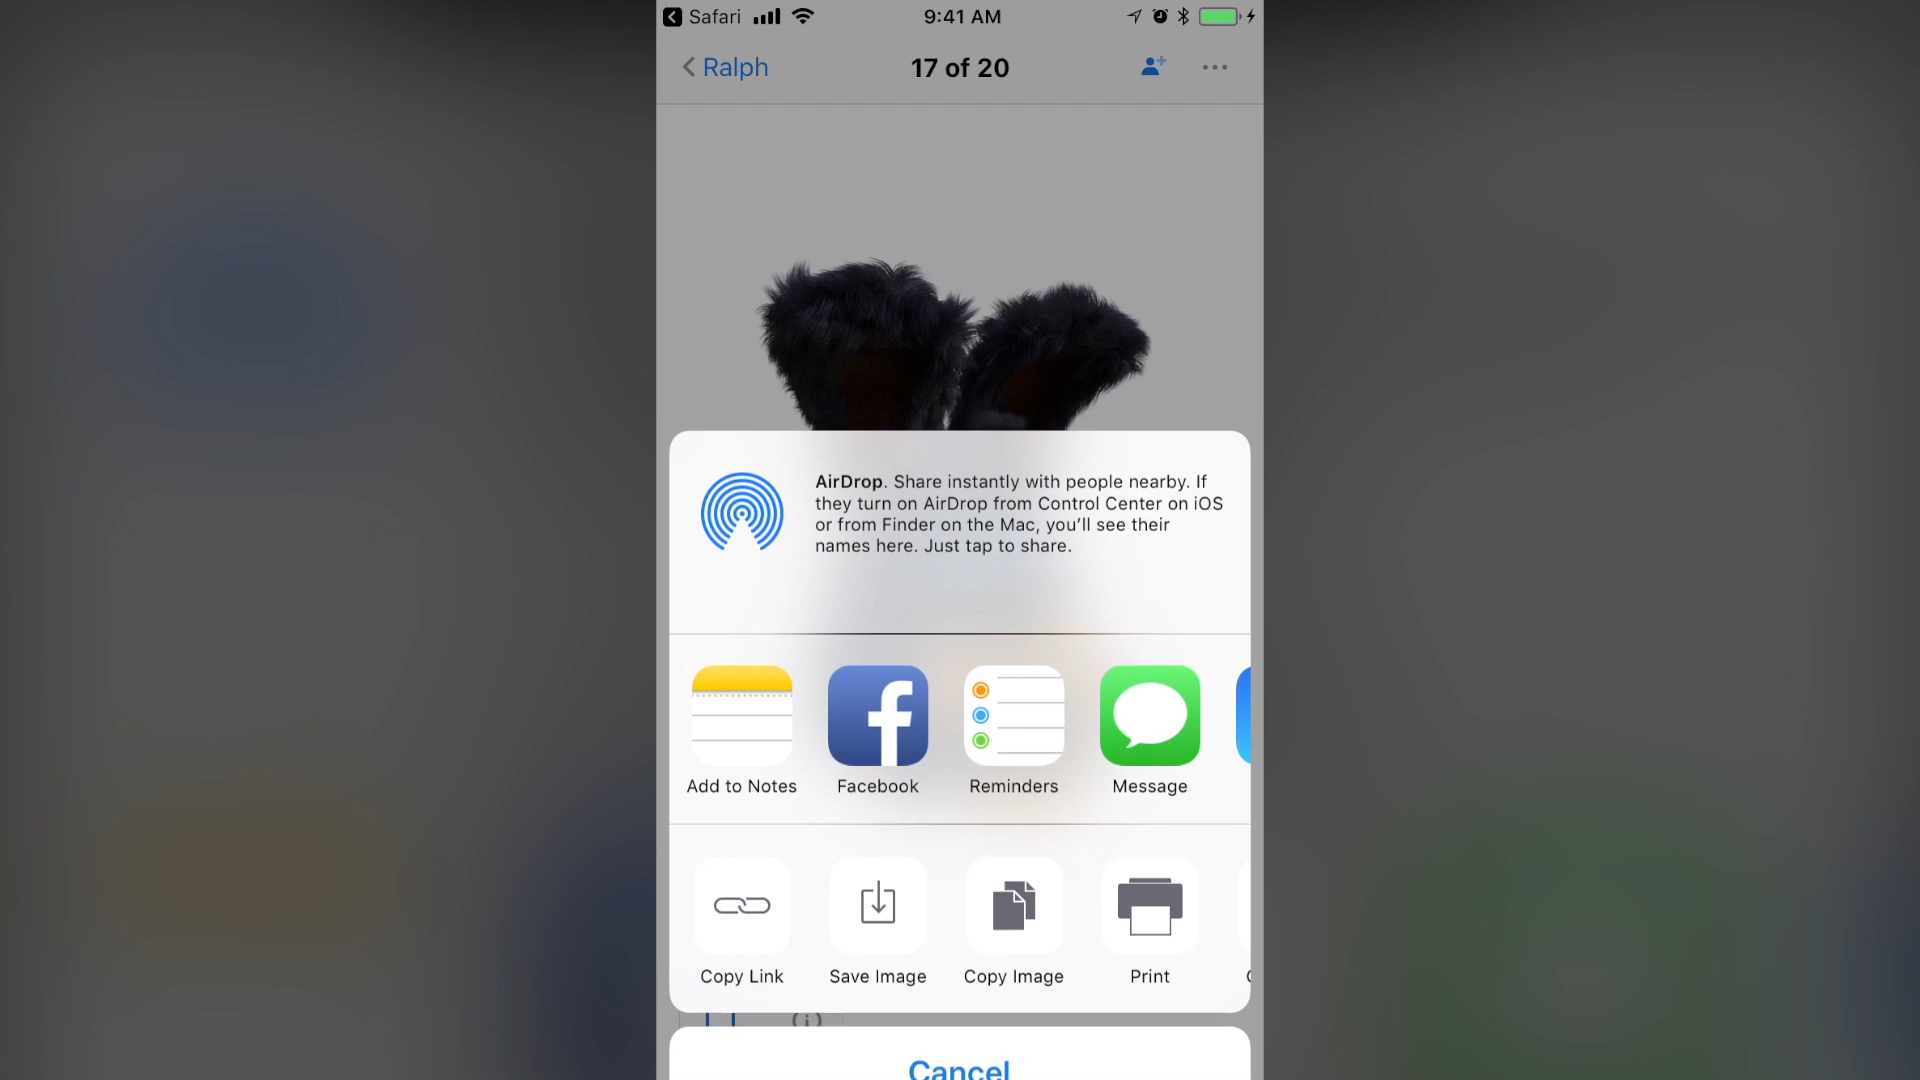 Safari 9:41 AM
Ralph 17 of 20
AirDrop. Share instantly with people nearby. If
they turn on AirDrop from Control Center on iOS
or from Finder on the Mac, you’ll see their
names here. Just tap to share.
Add to Notes Facebook Reminders Message
Copy Link Save Image Copy Image Print
Cancel